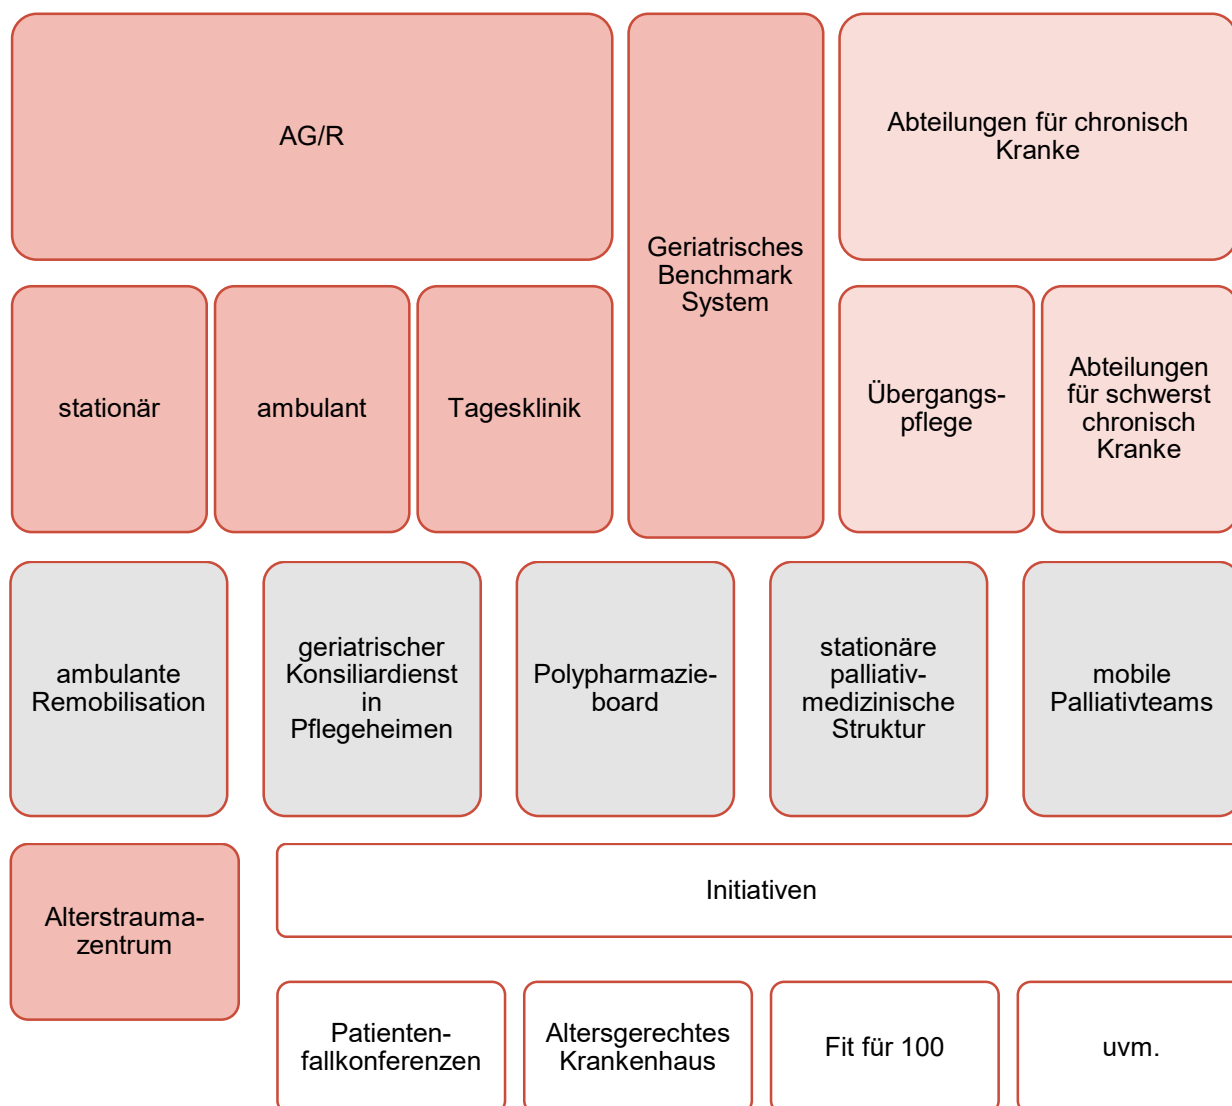 AG/R
Geriatrisches
Benchmark
System
Abteilungen für chronisch
Kranke
stationär
ambulant
Tagesklinik
Übergangs-
pflege
Abteilungen
für schwerst
chronisch
Kranke
ambulante
Remobilisation
geriatrischer
Konsiliardienst
in
Pflegeheimen
Polypharmazie-
board
stationäre
palliativ-
medizinische
Struktur
mobile
Palliativteams
Alterstrauma-
zentrum
Initiativen
Patienten-
fallkonferenzen
Altersgerechtes
Krankenhaus
Fit für 100
uvm.